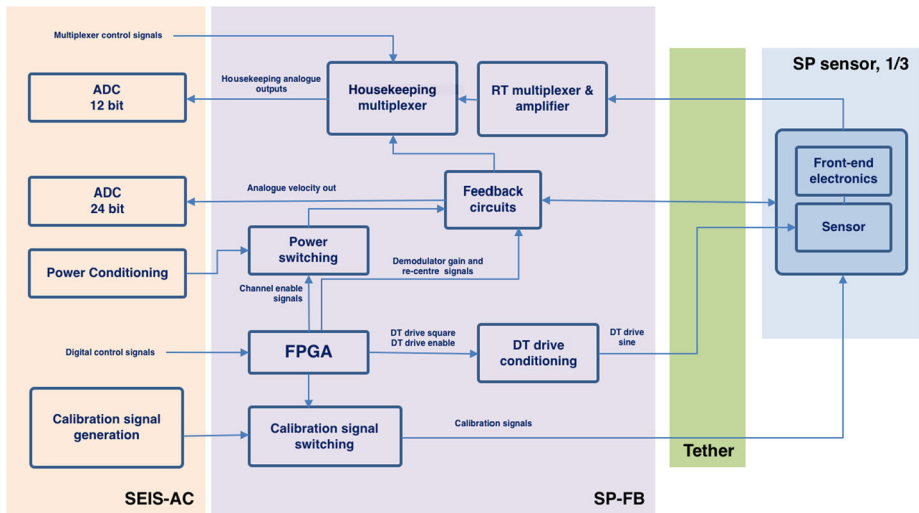 Multiplexer control signals
SP sensor, 1/3
ADC
12 bit
Housekeeping analogue
outputs
Housekeeping
multiplexer
RT multiplexer &
amplifier
Front-end
electronics
Sensor
ADC
24 bit
Analogue velocity out
Feedback
circuits
Power Conditioning
Power
switching
Demodulator gain and
re-centre signals
Channel enable
signals
Digital control signals
FPGA
DT drive square
DT drive enable
DT drive
conditioning
DT drive
sine
Calibration signal
generation
Calibration signal
switching
Calibration signals
Tether
SEIS-AC
SP-FB